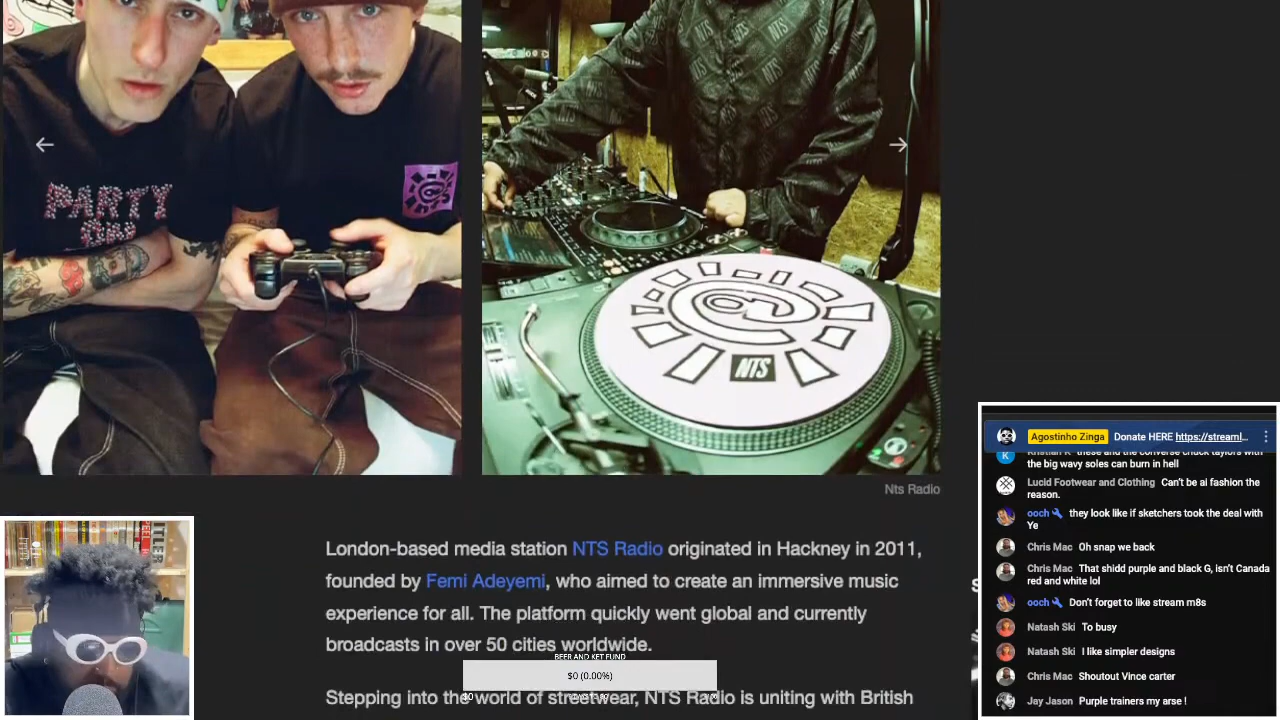 PARTY
ON
NTS
NTS
Nts Radio
London-based media station NTS Radio originated in Hackney in 2011,
founded by Femi Adeyemi, who aimed to create an immersive music
experience for all. The platform quickly went global and currently
broadcasts in over 50 cities worldwide.
Stepping into the world of streetwear, NTS Radio is uniting with British
BEER AND KET FUND
$0 (0.00%)
$0
Agostinho Zinga Donate HERE https://streaml...
Kristian K these and the converse chuck taylors with
the big wavy soles can burn in hell
Lucid Footwear and Clothing Can't be ai fashion the
reason.
ooch they look like if sketchers took the deal with
Ye
Chris Mac Oh snap we back
Chris Mac That shidd purple and black G, isn't Canada
red and white lol
ooch Don't forget to like stream m8s
Natash Ski To busy
Natash Ski I like simpler designs
Chris Mac Shoutout Vince carter
Jay Jason Purple trainers my arse !